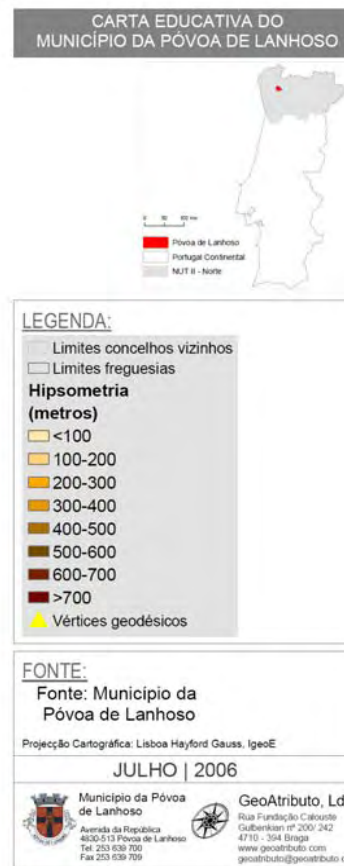 CARTA EDUCATIVA DO
MUNICÍPIO DA PÓVOA DE LANHOSO
Póvoa de Lanhoso
Portugal Continental
NUT II - Norte
LEGENDA:
Limites concelhos vizinhos
Limites freguesias
Hipsometria
(metros)
<100
100-200
200-300
300-400
400-500
500-600
600-700
>700
Vértices geodésicos
FONTE:
Fonte: Município da
Póvoa de Lanhoso
Projecção Cartográfica: Lisboa Hayford Gauss, IgeoE
JULHO | 2006
Município da Póvoa
de Lanhoso
Avenida da República
4830-513 Póvoa de Lanhoso
Tel. 253 639 700
Fax 253 639 709
GeoAtributo, Ld
Rua Fundação Calouste
Gulbenkian nº 200/ 242
4710 - 394 Braga
www.geoatributo.com
geoatributo@geoatributo.